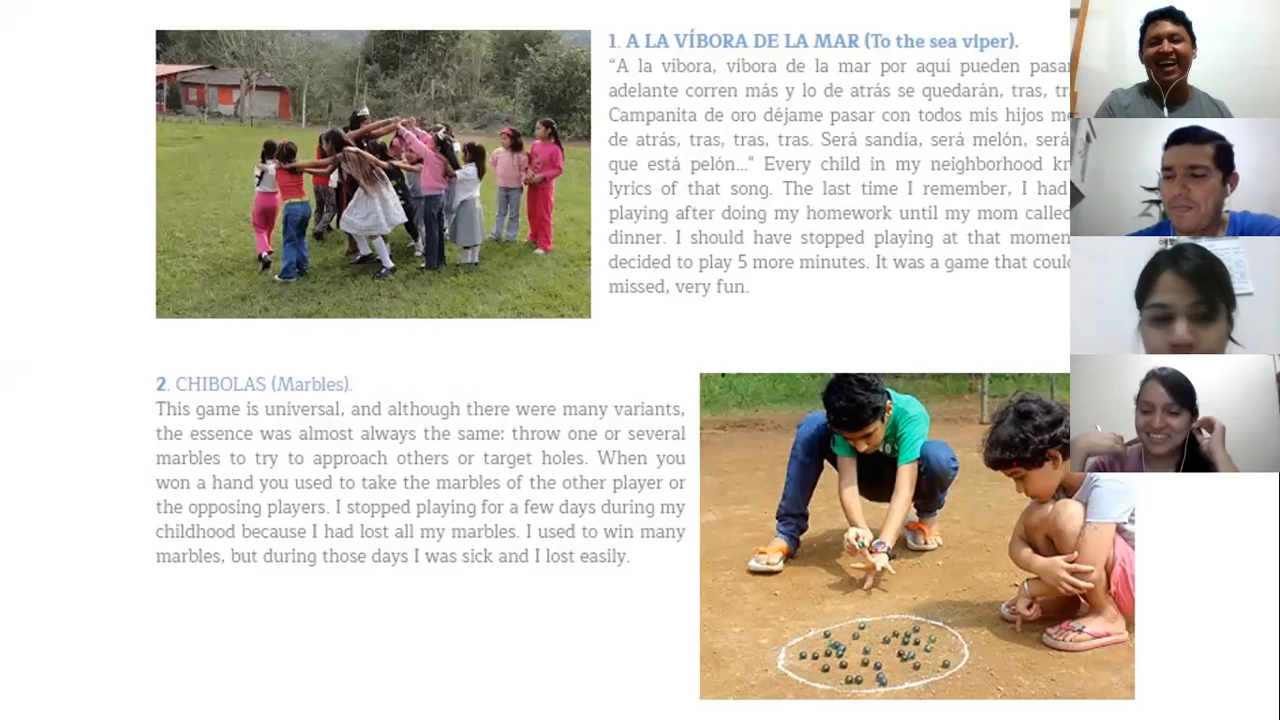 1. A LA VÍBORA DE LA MAR (To the sea viper).
“A la víbora, víbora de la mar por aquí pueden pasar
adelante corren más y lo de atrás se quedarán, tras,
Campanita de oro déjame pasar con todos mis hijos
de atrás, tras, tras, tras. Será sandía, será melón, será
que está pelón..." Every child in my neighborhood
lyrics of that song. The last time I remember, I had
playing after doing my homework until my mom called
dinner. I should have stopped playing at that
decided to play 5 more minutes. It was a game that
missed, very fun.
2. CHIBOLAS (Marbles).
This game is universal, and although there were many variants,
the essence was almost always the same: throw one or several
marbles to try to approach others or target holes. When you
won a hand you used to take the marbles of the other player or
the opposing players. I stopped playing for a few days during my
childhood because I had lost all my marbles. I used to win many
marbles, but during those days I was sick and I lost easily.